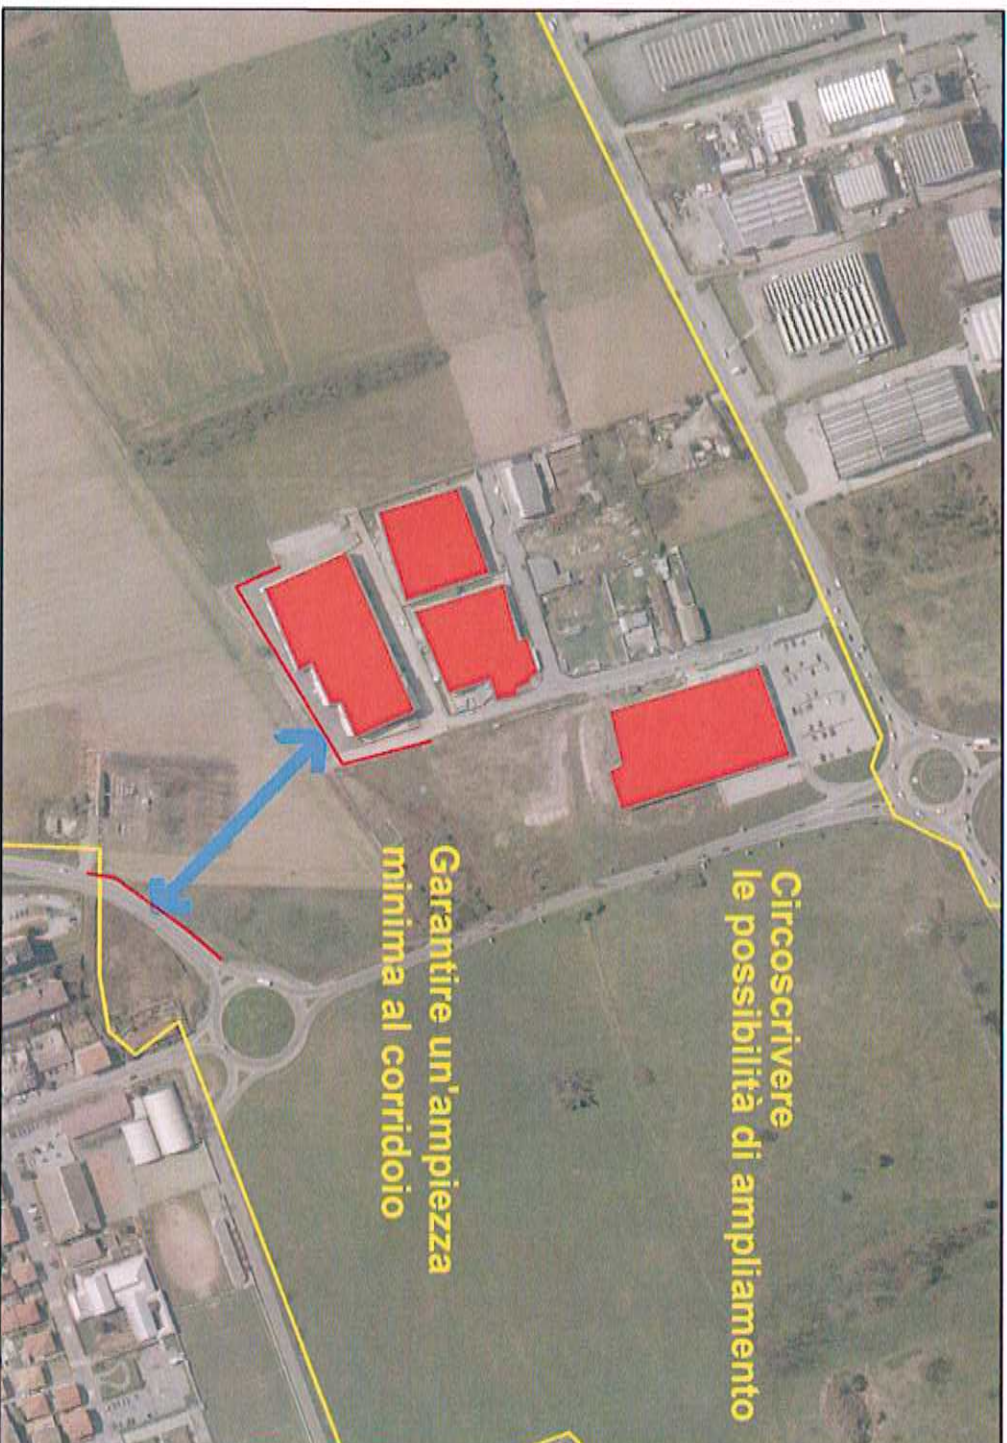 Circoscrivere
le possibilità di ampliamento
Garantire un'ampiezza
minima al corridoio